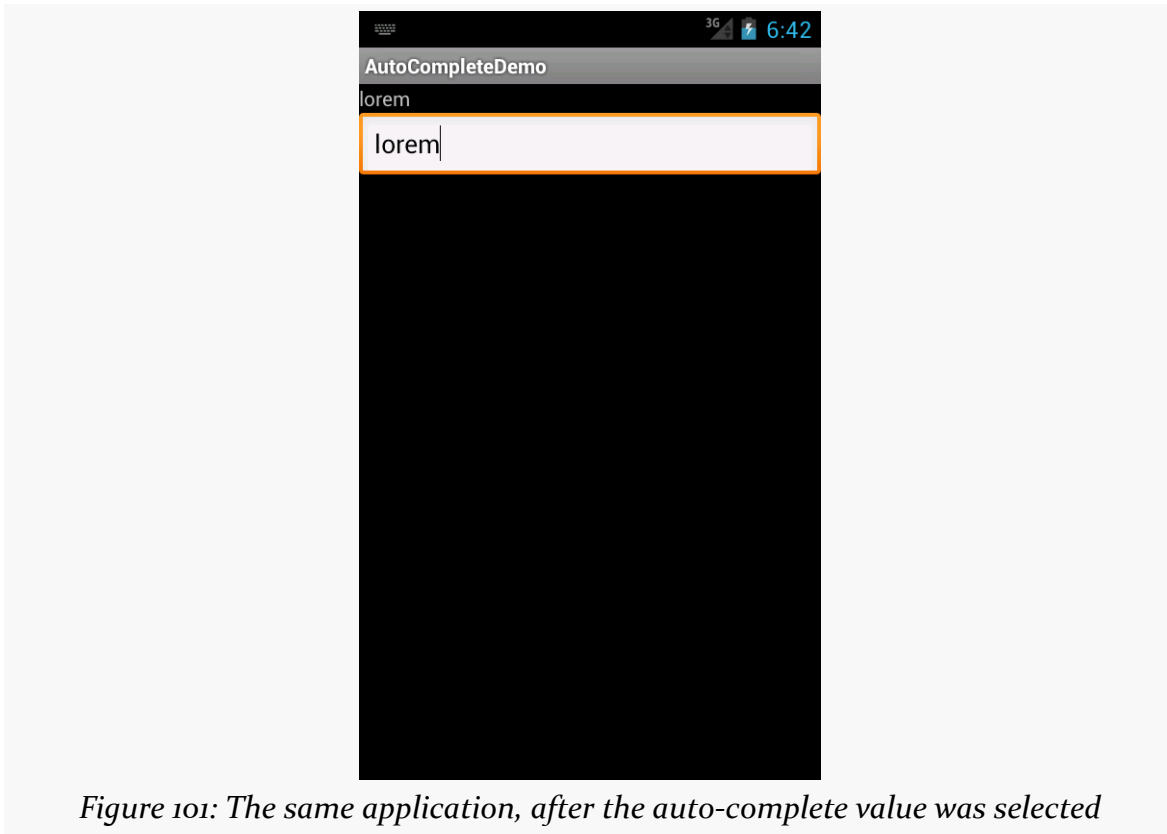 3G 6:42
AutoCompleteDemo
lorem
lorem
Figure 101: The same application, after the auto-complete value was selected